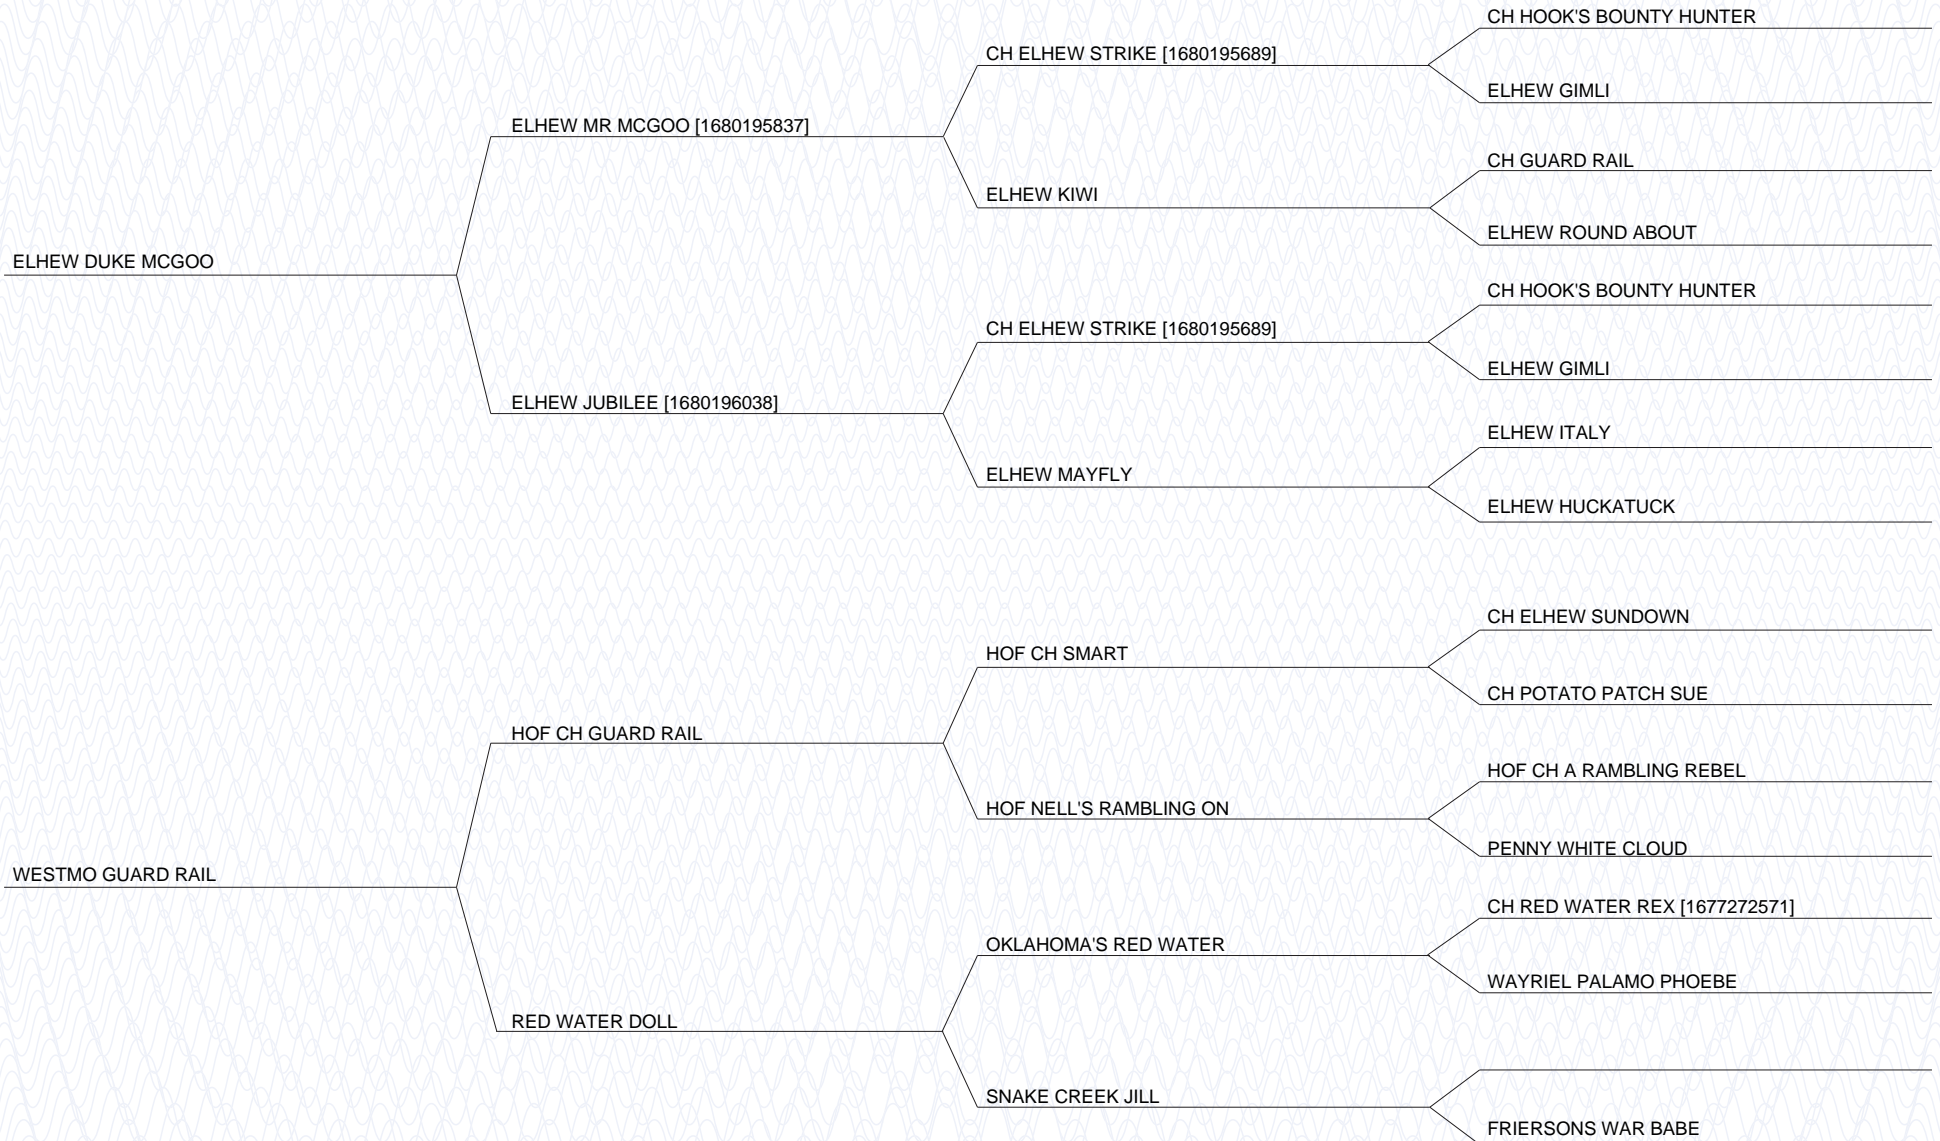 CH HOOK'S BOUNTY HUNTER
CH ELHEW STRIKE [1680195689]
ELHEW GIMLI
ELHEW MR MCGOO [1680195837]
CH GUARD RAIL
ELHEW KIWI
ELHEW ROUND ABOUT
ELHEW DUKE MCGOO
CH HOOK'S BOUNTY HUNTER
CH ELHEW STRIKE [1680195689]
ELHEW GIMLI
ELHEW JUBILEE [1680196038]
ELHEW ITALY
ELHEW MAYFLY
ELHEW HUCKATUCK
CH ELHEW SUNDOWN
HOF CH SMART
CH POTATO PATCH SUE
HOF CH GUARD RAIL
HOF CH A RAMBLING REBEL
HOF NELL'S RAMBLING ON
PENNY WHITE CLOUD
WESTMO GUARD RAIL
CH RED WATER REX [1677272571]
OKLAHOMA'S RED WATER
WAYRIEL PALAMO PHOEBE
RED WATER DOLL
SNAKE CREEK JILL
FRIERSONS WAR BABE